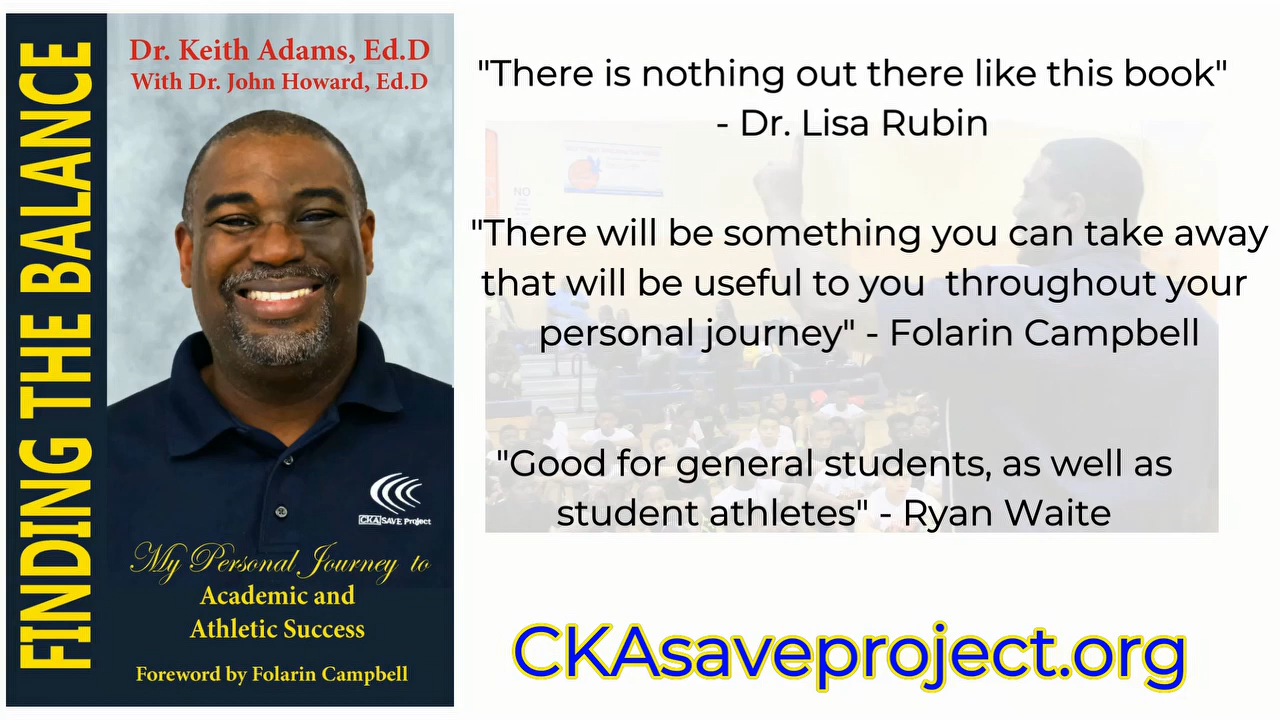 FINDING THE BALANCE
Dr. Keith Adams, Ed.D
With Dr. John Howard, Ed.D
CKA SAVE Project
My Personal Journey to
Academic and
Athletic Success
Foreword by Folarin Campbell
"There is nothing out there like this book"
- Dr. Lisa Rubin
NO
"There will be something you can take away
that will be useful to you throughout your
personal journey" - Folarin Campbell
"Good for general students, as well as
student athletes" - Ryan Waite
CKAsaveproject.org